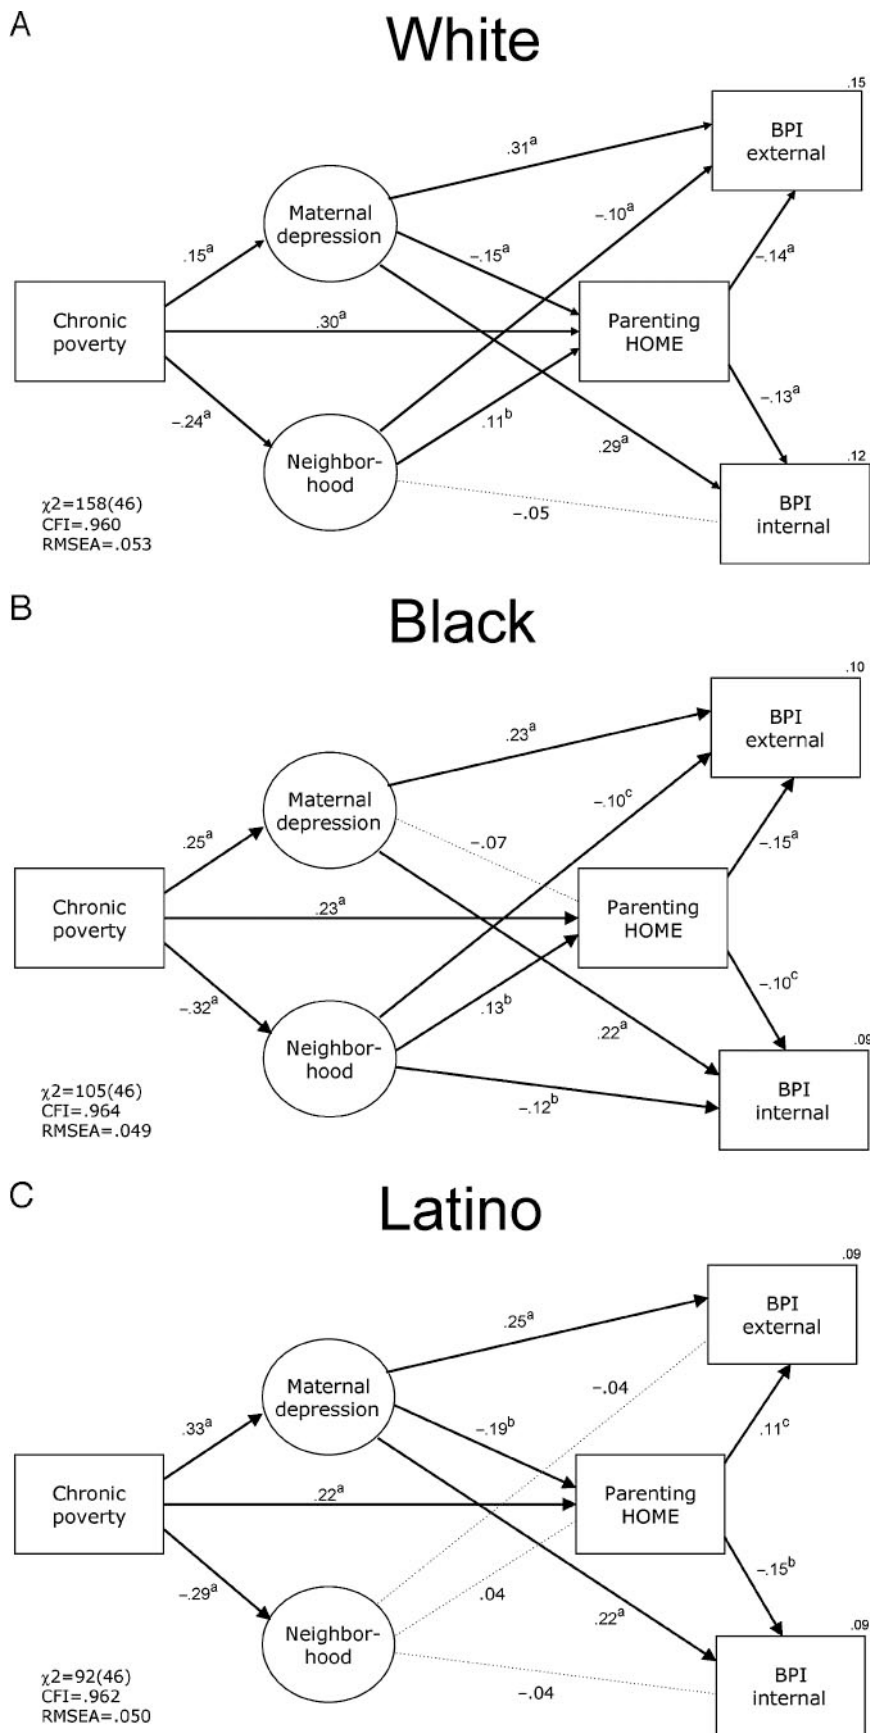 A
White
.15
BPI
external
.31a
Maternal
depression
–.10a
.15a
–.15a
–.14a
Chronic
poverty
.30a
Parenting
HOME
–.24a
.11b
–.13a
Neighbor-
hood
.29a
.12
BPI
internal
–.05
χ2=158(46)
CFI=.960
RMSEA=.053
B
Black
.10
BPI
external
.23a
Maternal
depression
–.10c
.25a
–.07
–.15a
Chronic
poverty
.23a
Parenting
HOME
–.32a
.13b
–.10c
Neighbor-
hood
.22a
.09
BPI
internal
–.12b
χ2=105(46)
CFI=.964
RMSEA=.049
C
Latino
.09
BPI
external
.25a
Maternal
depression
–.04
.33a
–.19b
.11c
Chronic
poverty
.22a
Parenting
HOME
–.29a
.04
–.15b
Neighbor-
hood
.22a
.09
BPI
internal
–.04
χ2=92(46)
CFI=.962
RMSEA=.050